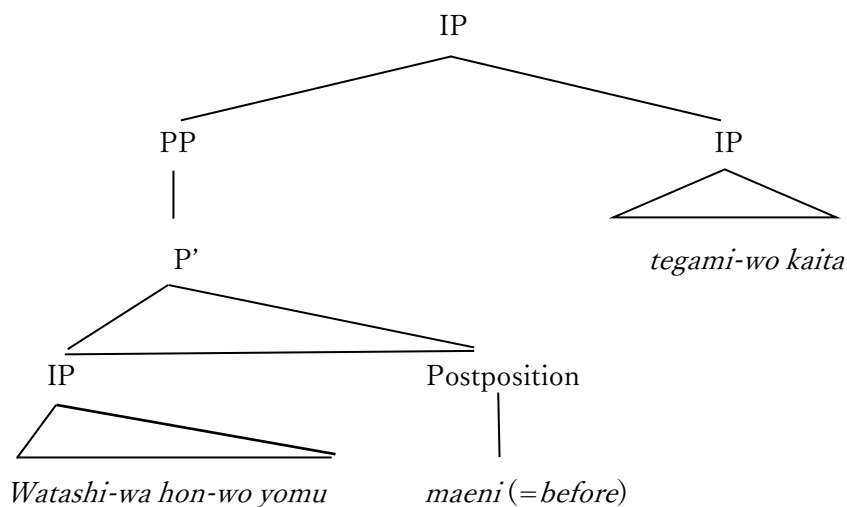 IP
PP IP
P’ tegami-wo kaita
IP Postposition
Watashi-wa hon-wo yomu maeni (=before)